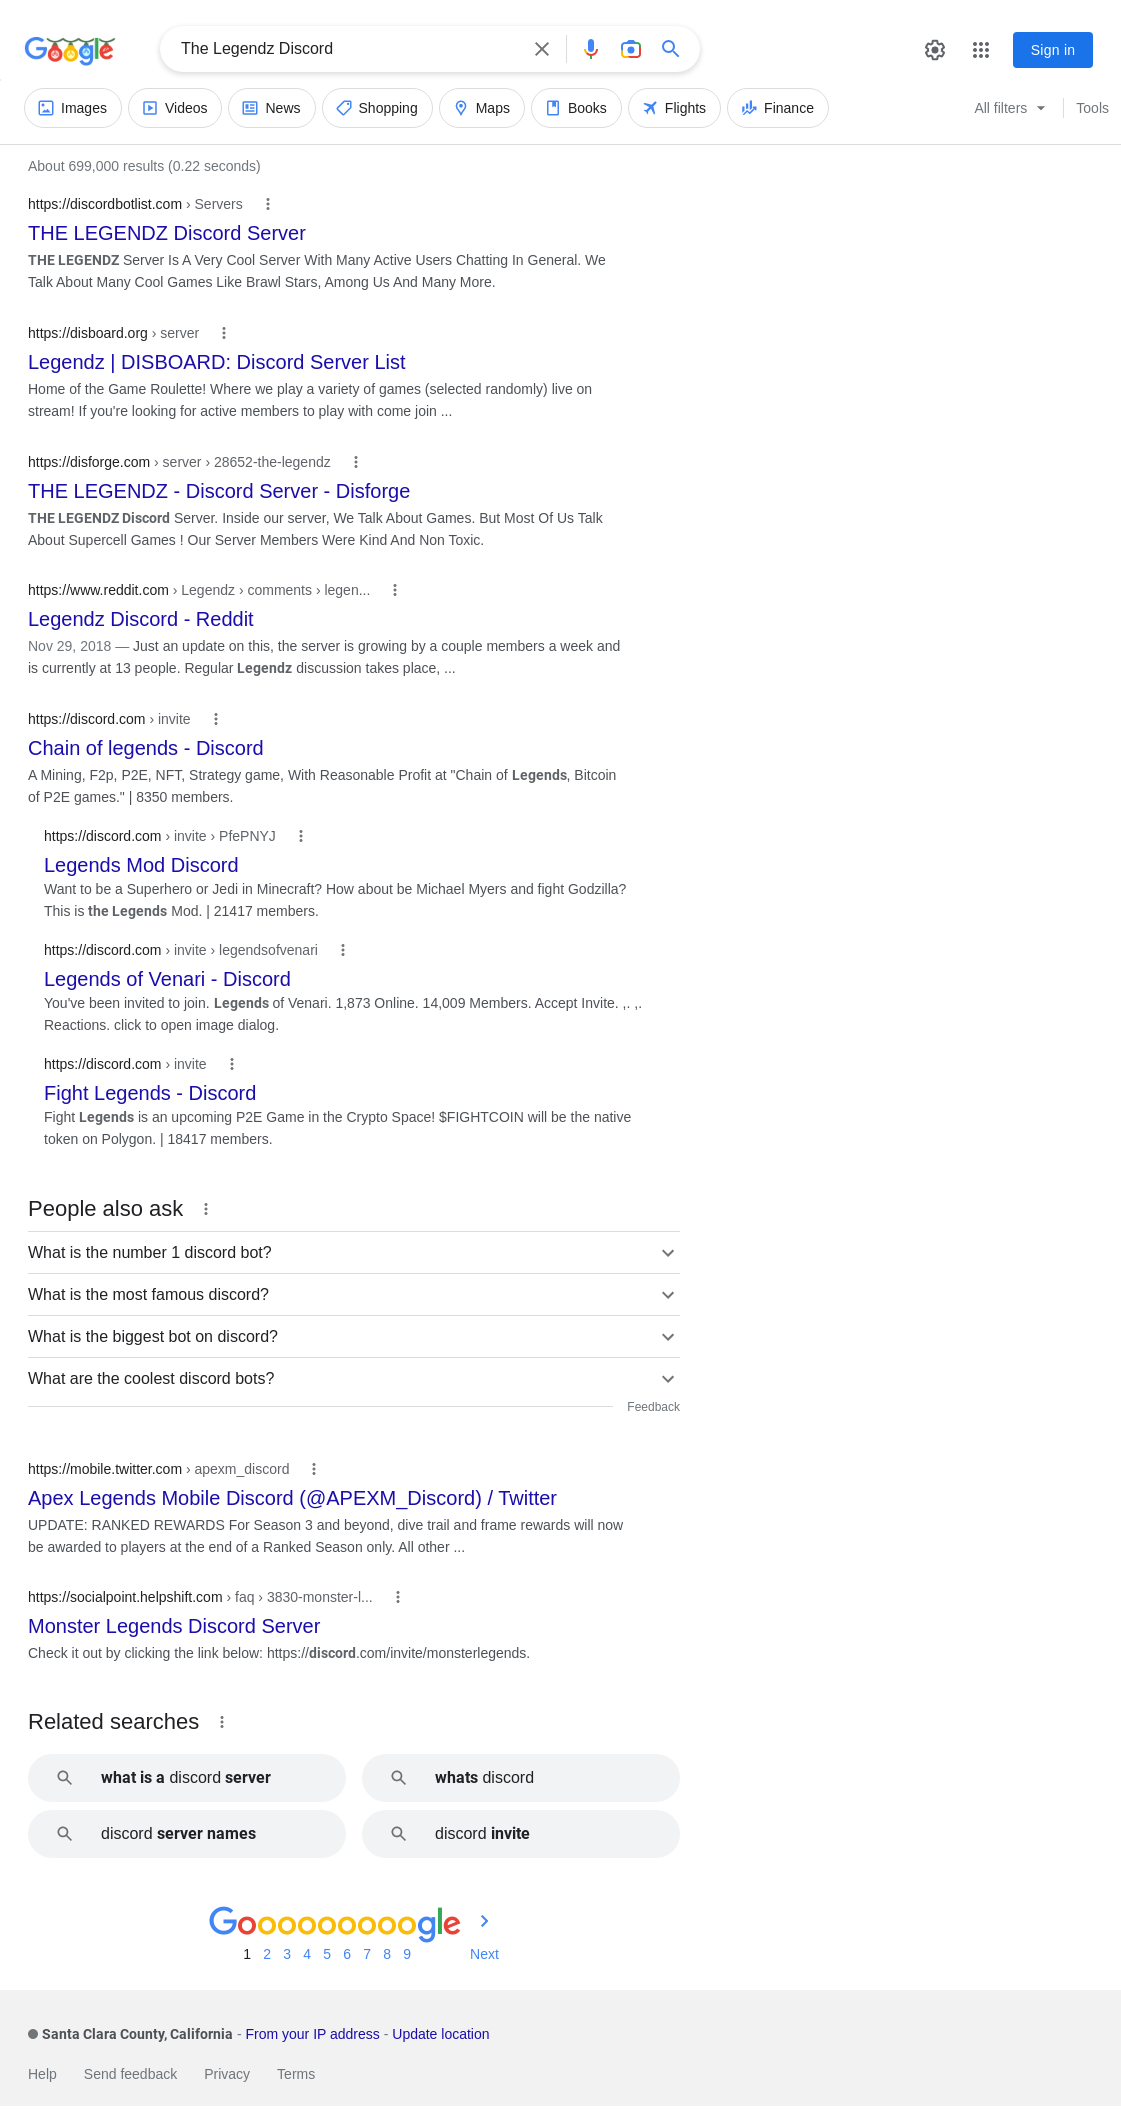 Google
The Legendz Discord
Sign in
Images Videos News Shopping Maps Books Flights Finance All filters Tools
About 699,000 results (0.22 seconds)
https://discordbotlist.com › Servers
THE LEGENDZ Discord Server
THE LEGENDZ Server Is A Very Cool Server With Many Active Users Chatting In General. We
Talk About Many Cool Games Like Brawl Stars, Among Us And Many More.
https://disboard.org › server
Legendz | DISBOARD: Discord Server List
Home of the Game Roulette! Where we play a variety of games (selected randomly) live on
stream! If you're looking for active members to play with come join ...
https://disforge.com › server › 28652-the-legendz
THE LEGENDZ - Discord Server - Disforge
THE LEGENDZ Discord Server. Inside our server, We Talk About Games. But Most Of Us Talk
About Supercell Games ! Our Server Members Were Kind And Non Toxic.
https://www.reddit.com › Legendz › comments › legen...
Legendz Discord - Reddit
Nov 29, 2018 — Just an update on this, the server is growing by a couple members a week and
is currently at 13 people. Regular Legendz discussion takes place, ...
https://discord.com › invite
Chain of legends - Discord
A Mining, F2p, P2E, NFT, Strategy game, With Reasonable Profit at "Chain of Legends, Bitcoin
of P2E games." | 8350 members.
https://discord.com › invite › PfePNYJ
Legends Mod Discord
Want to be a Superhero or Jedi in Minecraft? How about be Michael Myers and fight Godzilla?
This is the Legends Mod. | 21417 members.
https://discord.com › invite › legendsofvenari
Legends of Venari - Discord
You've been invited to join. Legends of Venari. 1,873 Online. 14,009 Members. Accept Invite. ,. ,.
Reactions. click to open image dialog.
https://discord.com › invite
Fight Legends - Discord
Fight Legends is an upcoming P2E Game in the Crypto Space! $FIGHTCOIN will be the native
token on Polygon. | 18417 members.
People also ask
What is the number 1 discord bot?
What is the most famous discord?
What is the biggest bot on discord?
What are the coolest discord bots?
Feedback
https://mobile.twitter.com › apexm_discord
Apex Legends Mobile Discord (@APEXM_Discord) / Twitter
UPDATE: RANKED REWARDS For Season 3 and beyond, dive trail and frame rewards will now
be awarded to players at the end of a Ranked Season only. All other ...
https://socialpoint.helpshift.com › faq › 3830-monster-l...
Monster Legends Discord Server
Check it out by clicking the link below: https://discord.com/invite/monsterlegends.
Related searches
what is a discord server
whats discord
discord server names
discord invite
Goooooooooogle
1 2 3 4 5 6 7 8 9 Next
Santa Clara County, California - From your IP address - Update location
Help Send feedback Privacy Terms